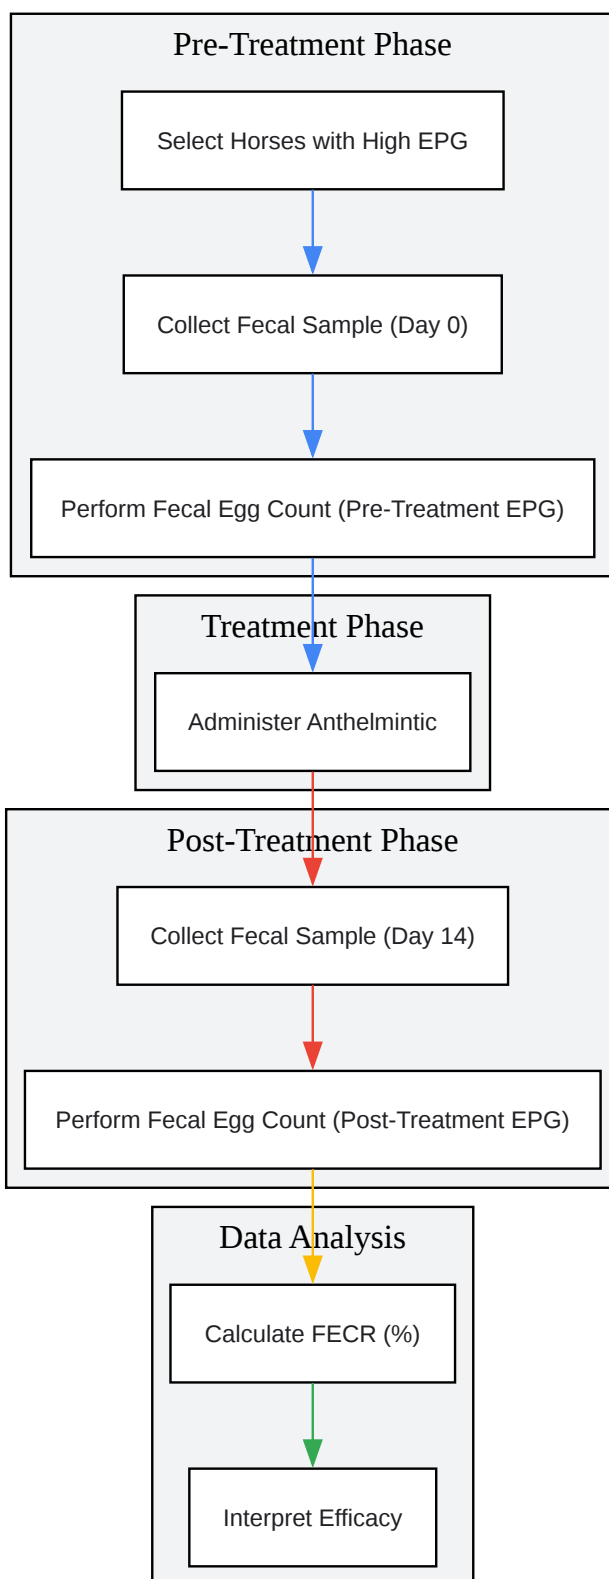 Pre-Treatment Phase
Select Horses with High EPG
Collect Fecal Sample (Day 0)
Perform Fecal Egg Count (Pre-Treatment EPG)
Treatment Phase
Administer Anthelmintic
Post-Treatment Phase
Collect Fecal Sample (Day 14)
Perform Fecal Egg Count (Post-Treatment EPG)
Data Analysis
Calculate FECR (%)
Interpret Efficacy